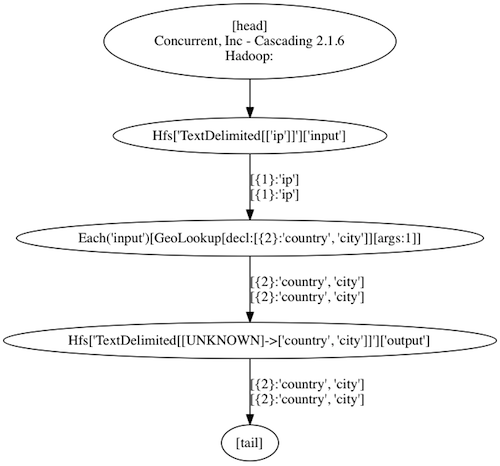 [head]
Concurrent, Inc - Cascading 2.1.6
Hadoop:
Hfs['TextDelimited[['ip']]']['input']
[{1}:'ip']
[{1}:'ip']
Each('input')[GeoLookup[decl:[{2}:'country', 'city']][args:1]]
[{2}:'country', 'city']
[{2}:'country', 'city']
Hfs['TextDelimited[[UNKNOWN]->['country', 'city']]']['output']
[{2}:'country', 'city']
[{2}:'country', 'city']
[tail]